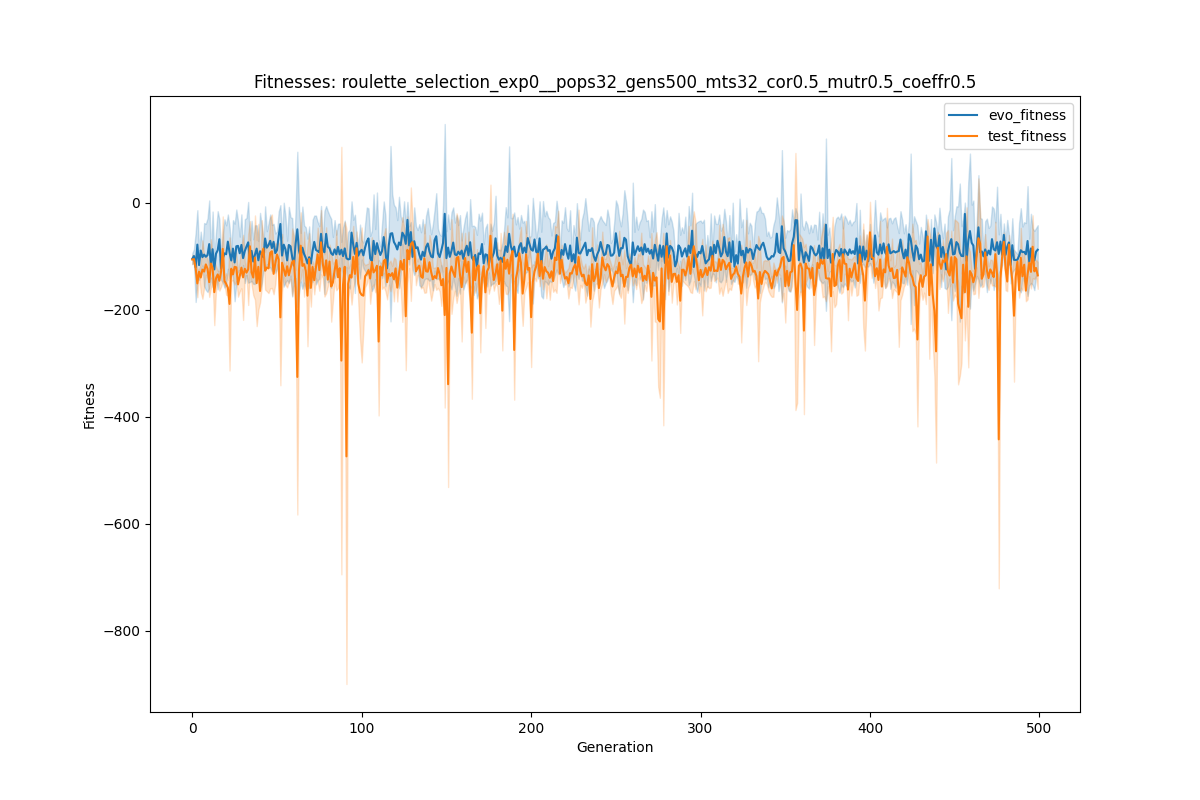 Fitnesses: roulette_selection_exp0__pops32_gens500_mts32_cor0.5_mutr0.5_coeffr0.5
evo_fitness
test_fitness
0
−200
−400
−600
−800
Fitness
0 100 200 300 400 500
Generation